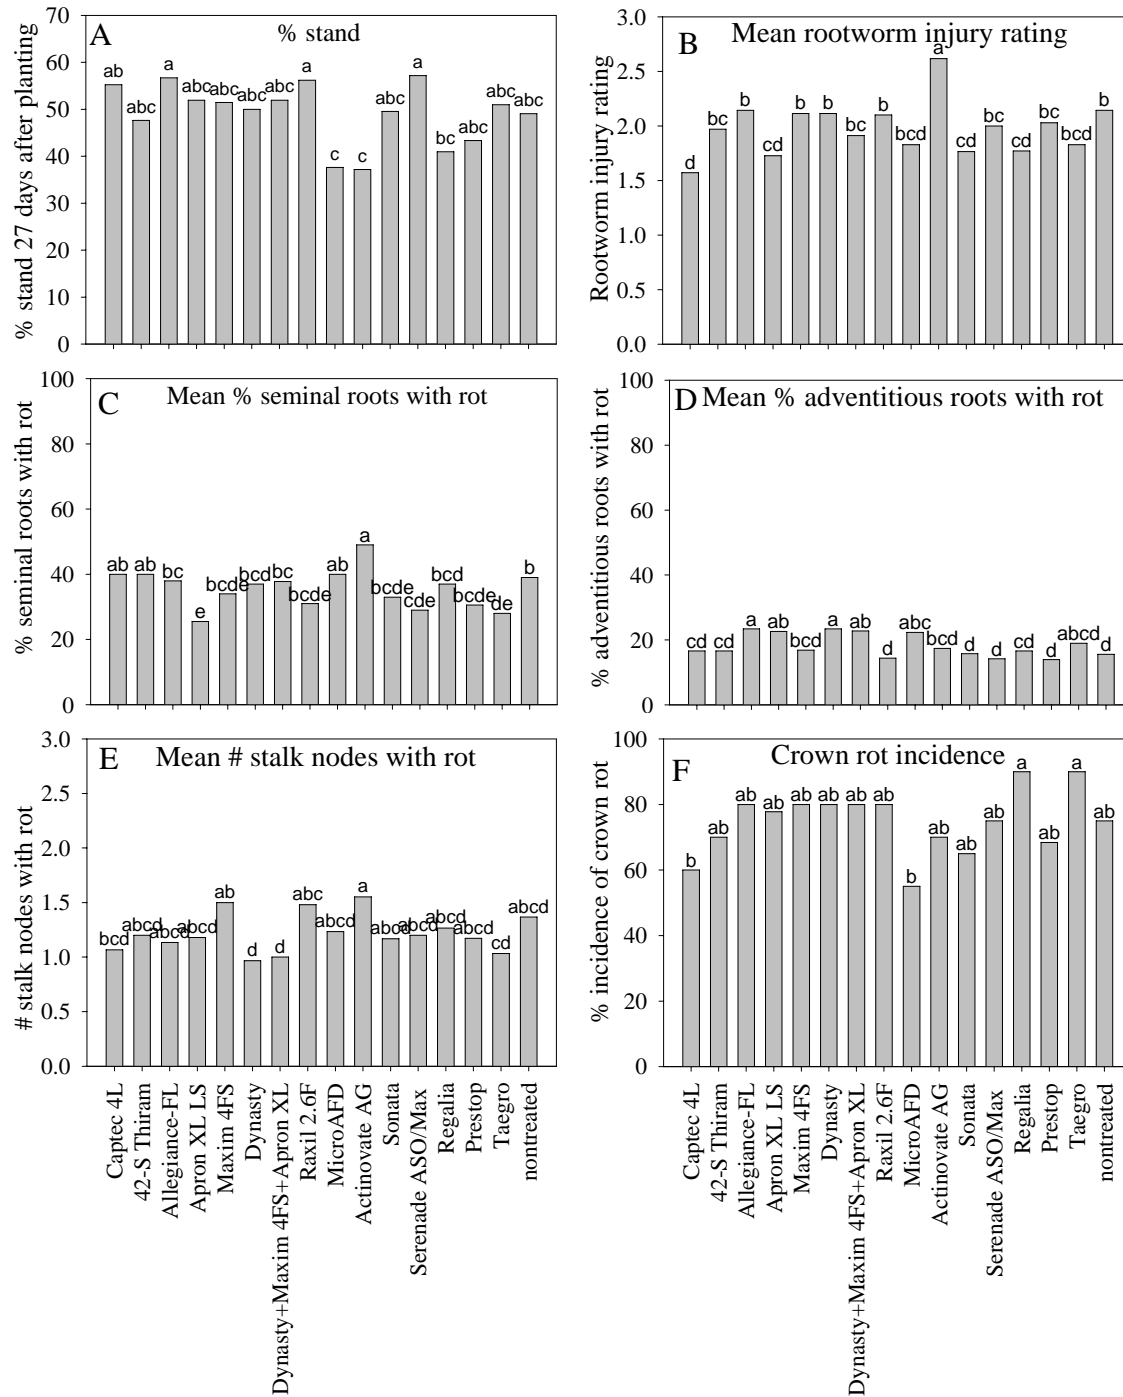 A % stand
% stand 27 days after planting
70
60
50
40
30
20
10
0
ab abc a abc abc abc abc a c c abc a bc abc abc abc
B Mean rootworm injury rating
Rootworm injury rating
3.0
2.5
2.0
1.5
1.0
0.5
0.0
d bc b cd b b bc b bcd a cd bc cd bc bcd b
C Mean % seminal roots with rot
% seminal roots with rot
100
80
60
40
20
0
ab ab bc e bcde bcd bc bcde ab a bcde cde bcd bcde de b
D Mean % adventitious roots with rot
% adventitious roots with rot
100
80
60
40
20
0
cd cd a ab bcd a ab d abc bcd d d cd d abcd d
E Mean # stalk nodes with rot
# stalk nodes with rot
3.0
2.5
2.0
1.5
1.0
0.5
0.0
bcd abcd abcd abcd ab d d abc abcd a abcd abcd abcd abcd cd abcd
Captec 4L
42-S Thiram
Allegiance-FL
Apron XL LS
Maxim 4FS
Dynasty
Dynasty+Maxim 4FS+Apron XL
Raxil 2.6F
MicroAFD
Actinovate AG
Sonata
Serenade ASO/Max
Regalia
Prestop
Taegro
nontreated
F Crown rot incidence
% incidence of crown rot
100
80
60
40
20
0
b ab ab ab ab ab ab ab b ab ab ab a ab a ab
Captec 4L
42-S Thiram
Allegiance-FL
Apron XL LS
Maxim 4FS
Dynasty
Dynasty+Maxim 4FS+Apron XL
Raxil 2.6F
MicroAFD
Actinovate AG
Sonata
Serenade ASO/Max
Regalia
Prestop
Taegro
nontreated